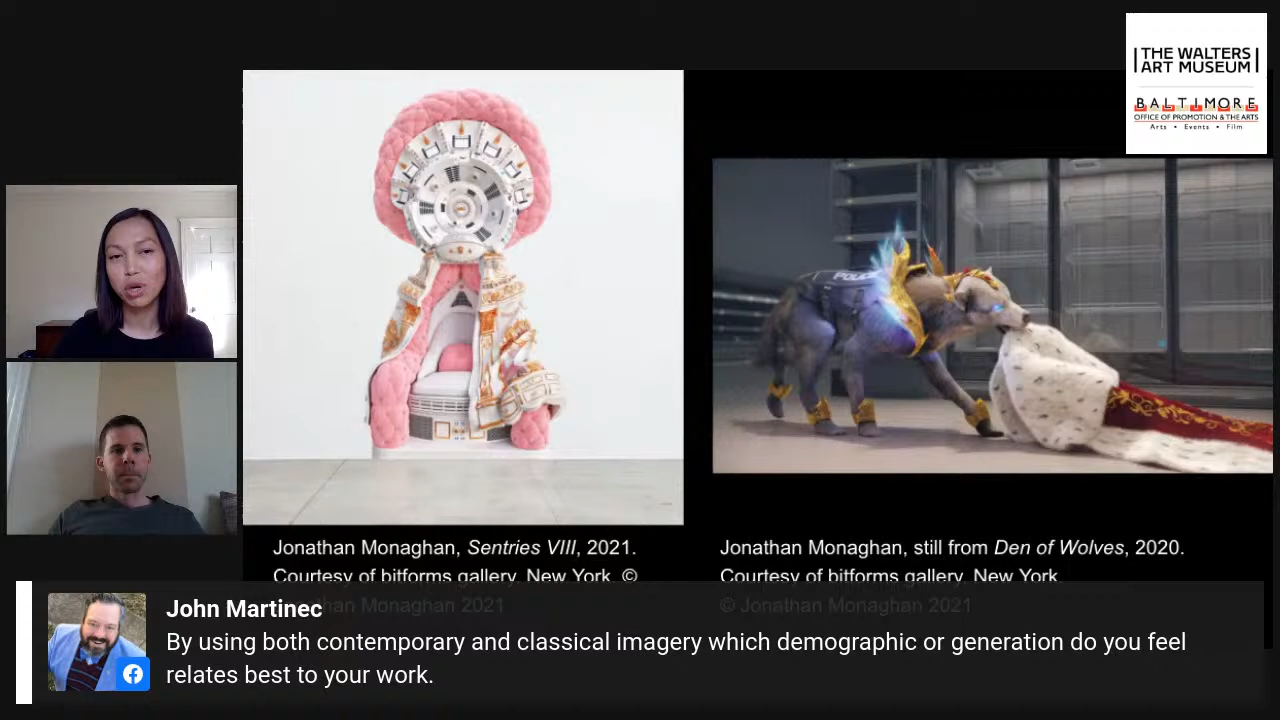 THE WALTERS
ART MUSEUM
BALTIMORE
OFFICE OF PROMOTION & THE ARTS
Arts • Events • Film
POLICE
Jonathan Monaghan, Sentries VIII, 2021.
Courtesy of bitforms gallery, New York. ©
Jonathan Monaghan 2021
Jonathan Monaghan, still from Den of Wolves, 2020.
Courtesy of bitforms gallery, New York.
© Jonathan Monaghan 2021
John Martinec
By using both contemporary and classical imagery which demographic or generation do you feel
relates best to your work.